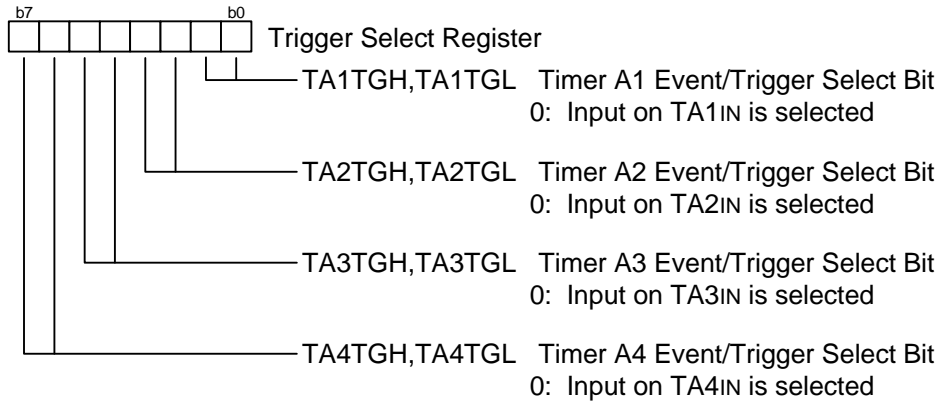 b7 b0
Trigger Select Register
TA1TGH,TA1TGL Timer A1 Event/Trigger Select Bit
0: Input on TA1IN is selected
TA2TGH,TA2TGL Timer A2 Event/Trigger Select Bit
0: Input on TA2IN is selected
TA3TGH,TA3TGL Timer A3 Event/Trigger Select Bit
0: Input on TA3IN is selected
TA4TGH,TA4TGL Timer A4 Event/Trigger Select Bit
0: Input on TA4IN is selected